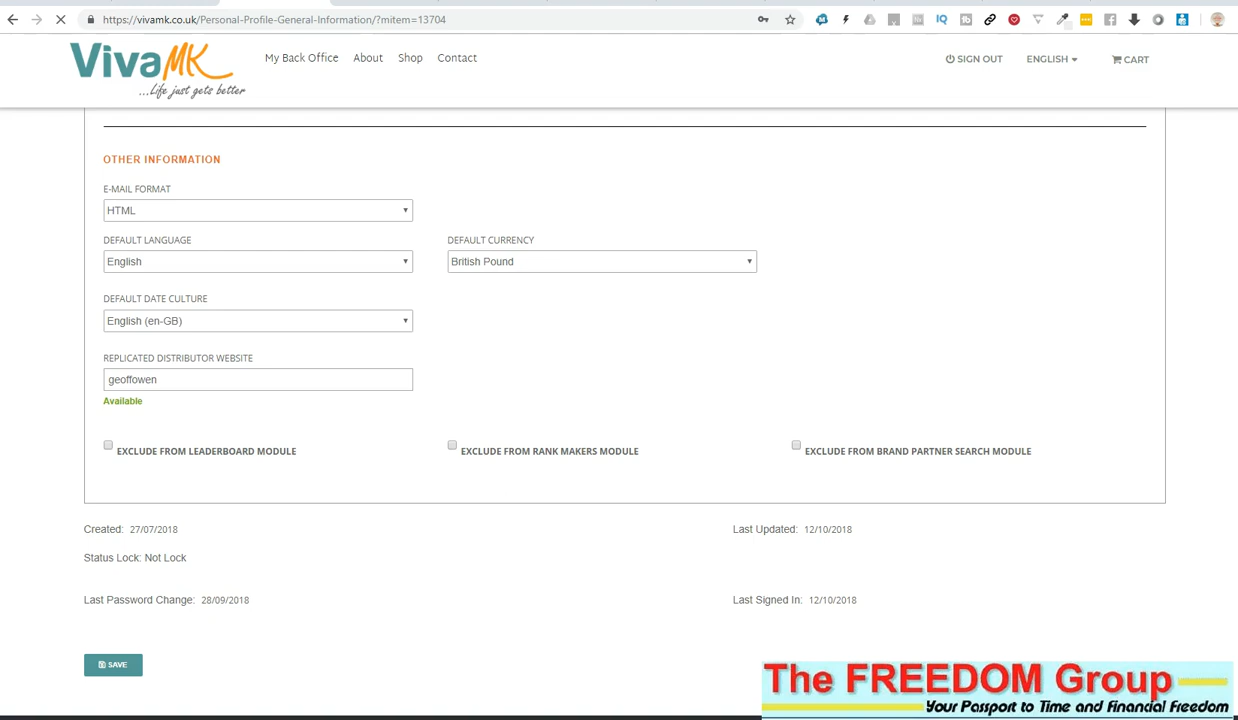 https://vivamk.co.uk/Personal-Profile-General-Information/?mitem=13704
VivaMK
...Life just gets better
My Back Office About Shop Contact
SIGN OUT ENGLISH CART
OTHER INFORMATION
E-MAIL FORMAT
HTML
DEFAULT LANGUAGE DEFAULT CURRENCY
English British Pound
DEFAULT DATE CULTURE
English (en-GB)
REPLICATED DISTRIBUTOR WEBSITE
geoffowen
Available
EXCLUDE FROM LEADERBOARD MODULE EXCLUDE FROM RANK MAKERS MODULE EXCLUDE FROM BRAND PARTNER SEARCH MODULE
Created: 27/07/2018 Last Updated: 12/10/2018
Status Lock: Not Lock
Last Password Change: 28/09/2018 Last Signed In: 12/10/2018
SAVE
The FREEDOM Group
Your Passport to Time and Financial Freedom